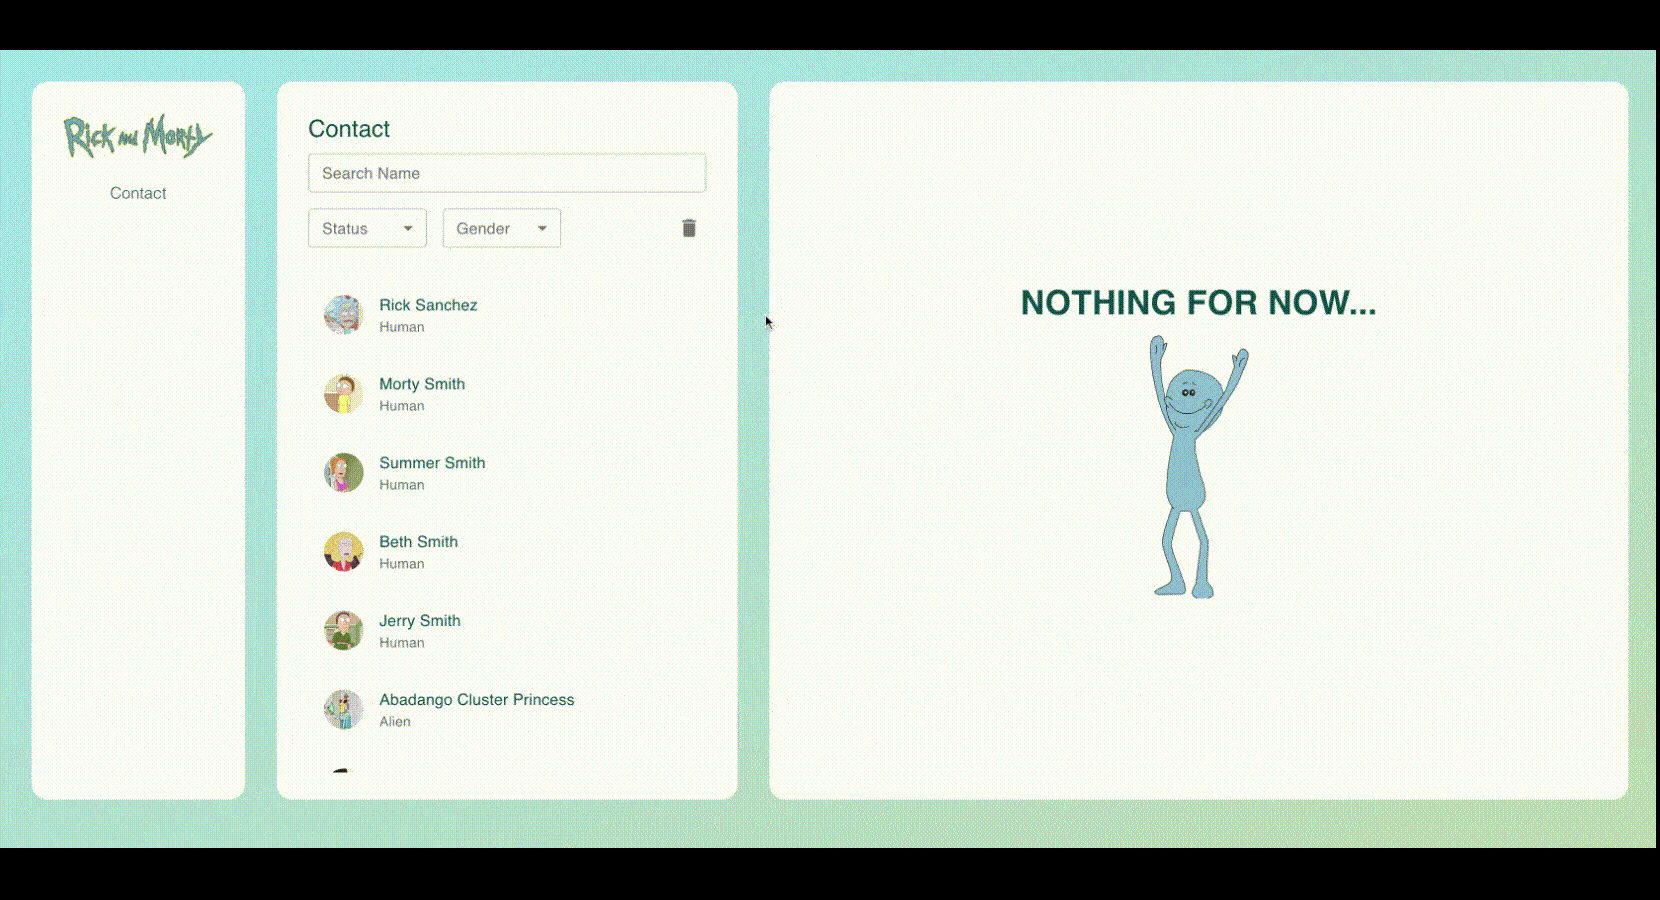 Rick and Morty
Contact
Contact
Search Name
Status
Gender
Rick Sanchez
Human
Morty Smith
Human
Summer Smith
Human
Beth Smith
Human
Jerry Smith
Human
Abadango Cluster Princess
Alien
NOTHING FOR NOW...